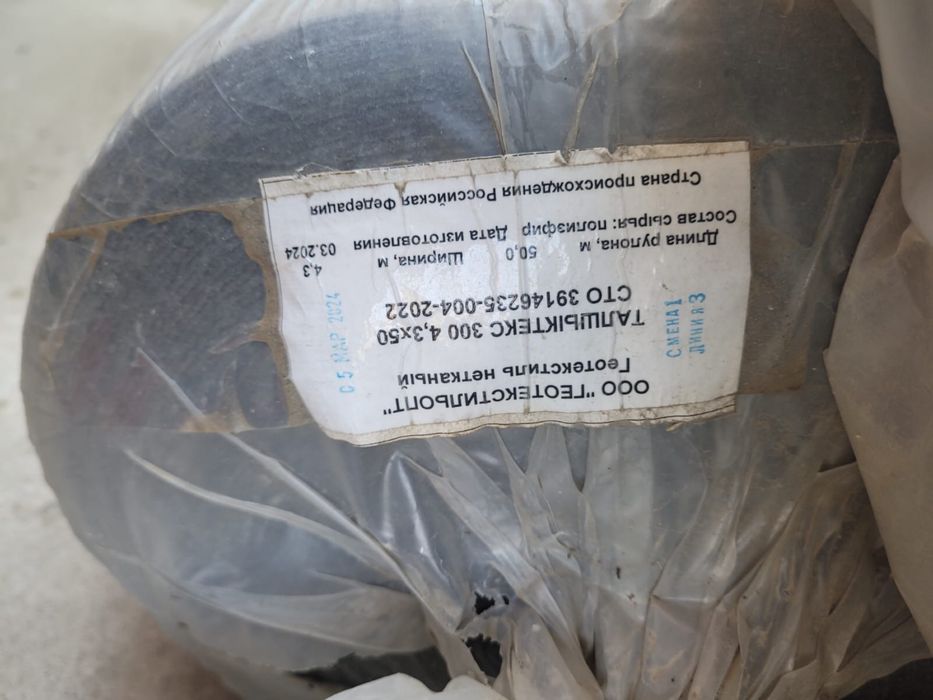 ООО "ГЕОТЕКСТИЛЬОПТ"
Геотекстиль нетканый
ТАЛШЫКТЕКС 300 4,3х50
СТО 39146235-004-2022
Длина рулона, м 50,0 Ширина, м 4,3
Состав сырья: полиэфир Дата изготовления 03.2024
Страна происхождения Российская Федерация
СМЕНА 1
ЛИНИЯ 3
05 МАР 2024